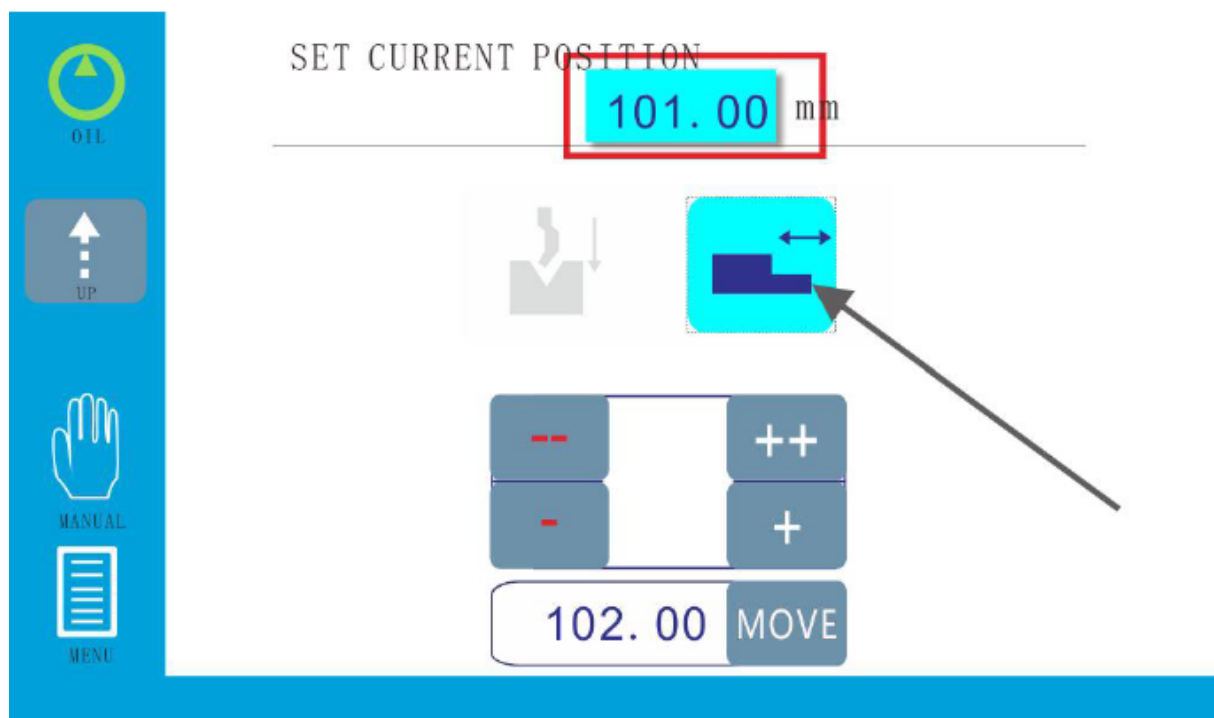 SET CURRENT POSITION
101.00 mm
OIL
UP
-- ++
- +
MANUAL
102.00 MOVE
MENU